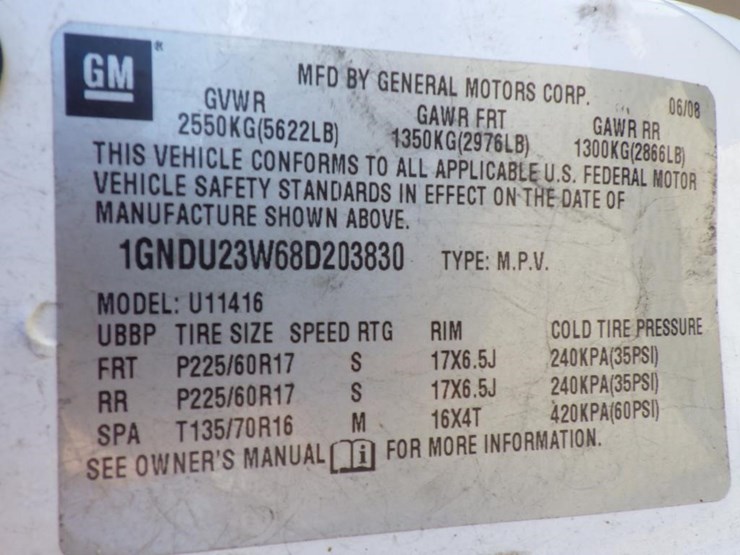 GM ®
MFD BY GENERAL MOTORS CORP. 06/08
GVWR GAWR FRT GAWR RR
2550KG(5622LB) 1350KG(2976LB) 1300KG(2866LB)
THIS VEHICLE CONFORMS TO ALL APPLICABLE U.S. FEDERAL MOTOR
VEHICLE SAFETY STANDARDS IN EFFECT ON THE DATE OF
MANUFACTURE SHOWN ABOVE.
1GNDU23W68D203830 TYPE: M.P.V.
MODEL: U11416
UBBP TIRE SIZE SPEED RTG RIM COLD TIRE PRESSURE
FRT P225/60R17 S 17X6.5J 240KPA(35PSI)
RR P225/60R17 S 17X6.5J 240KPA(35PSI)
SPA T135/70R16 M 16X4T 420KPA(60PSI)
SEE OWNER'S MANUAL i FOR MORE INFORMATION.